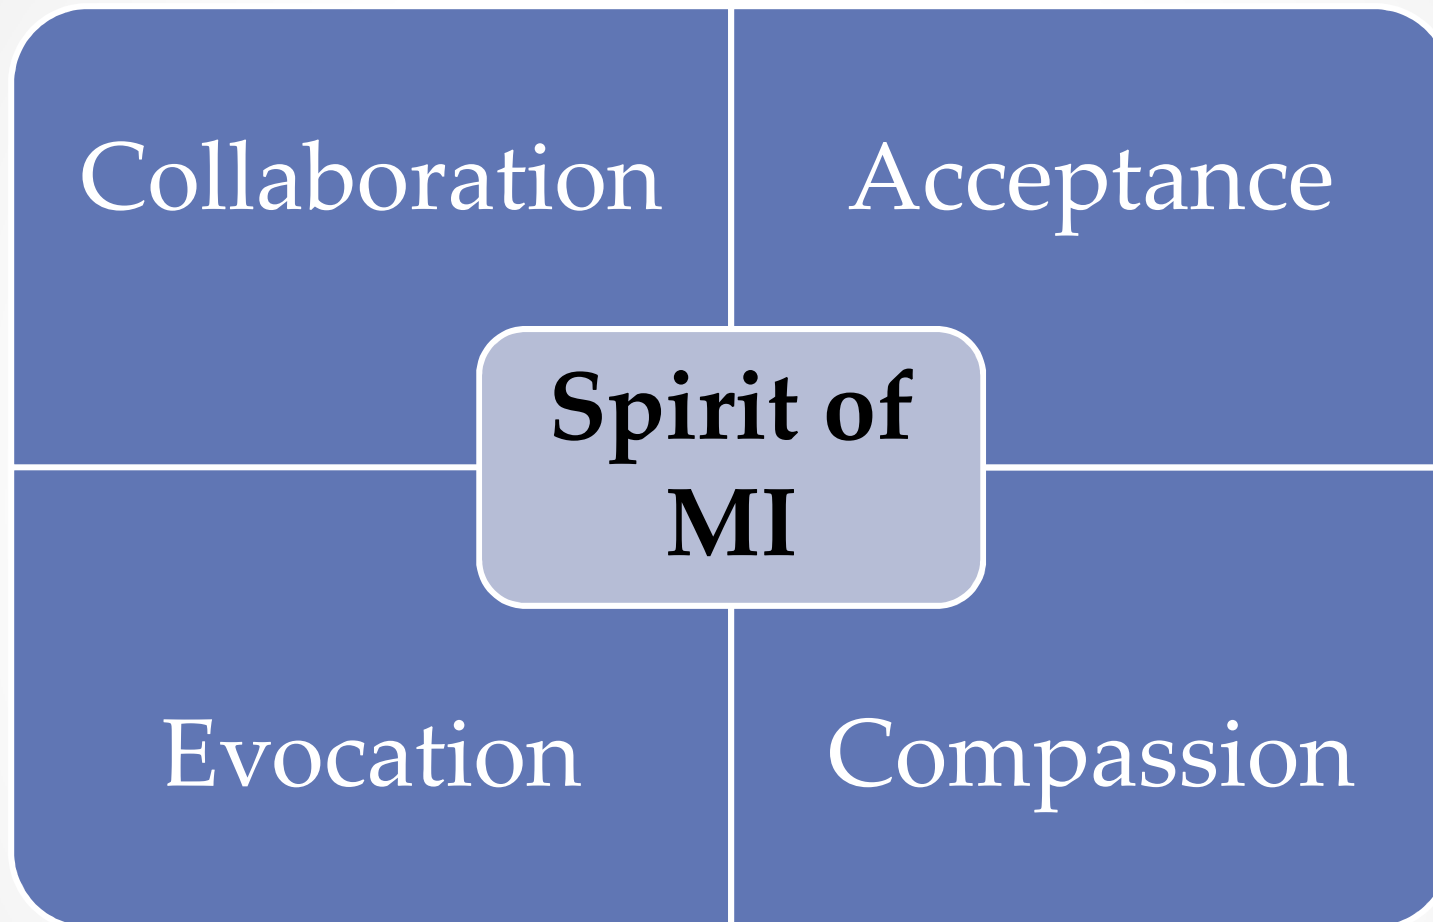 Collaboration
Acceptance
Spirit of
MI
Evocation
Compassion